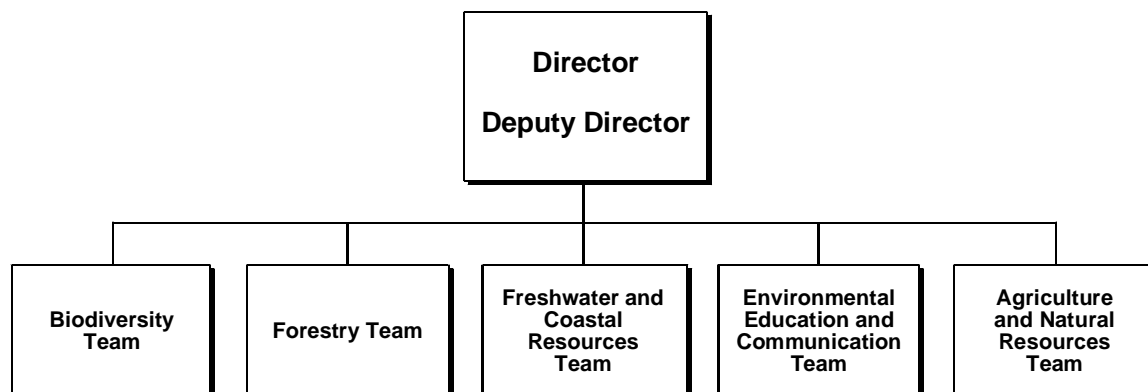 Director
Deputy Director
Biodiversity
Team
Forestry Team
Freshwater and
Coastal
Resources
Team
Environmental
Education and
Communication
Team
Agriculture
and Natural
Resources
Team